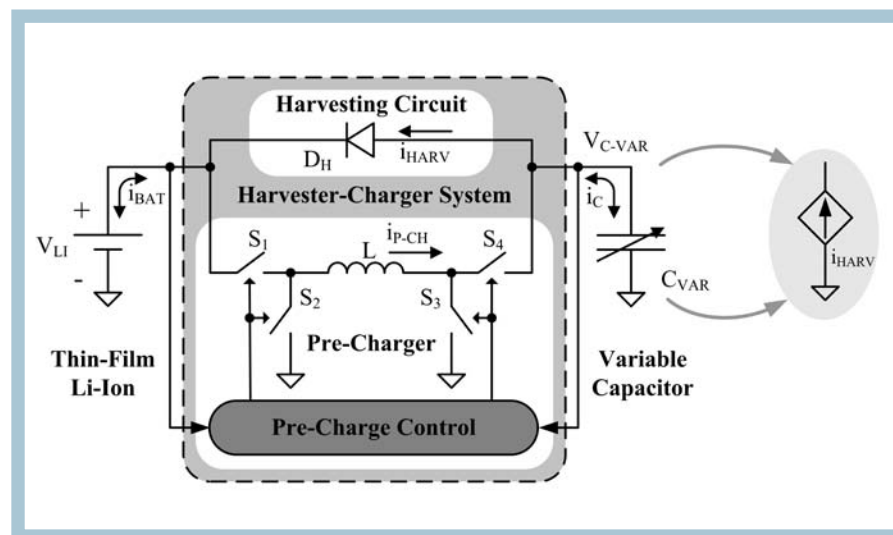 Harvesting Circuit
D_H
i_HARV
V_C-VAR
i_BAT
Harvester-Charger System
i_C
+
V_LI
-
S_1
L
i_P-CH
S_4
i_HARV
S_2
S_3
C_VAR
Pre-Charger
Thin-Film
Li-Ion
Variable
Capacitor
Pre-Charge Control